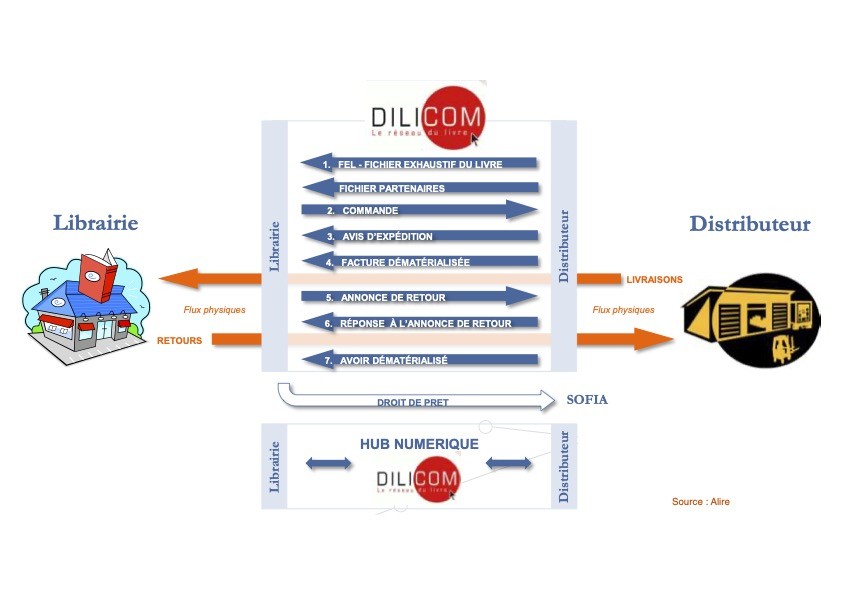 DILICOM
Le réseau du livre
1. FEL - FICHIER EXHAUSTIF DU LIVRE
FICHIER PARTENAIRES
2. COMMANDE
3. AVIS D'EXPÉDITION
4. FACTURE DÉMATÉRIALISÉE
5. ANNONCE DE RETOUR
6. RÉPONSE À L'ANNONCE DE RETOUR
7. AVOIR DÉMATÉRIALISÉ
Librairie
Distributeur
Librairie
Flux physiques
RETOURS
Distributeur
LIVRAISONS
Flux physiques
DROIT DE PRET
SOFIA
Librairie
HUB NUMERIQUE
DILICOM
Le réseau du livre
Distributeur
Source : Alire